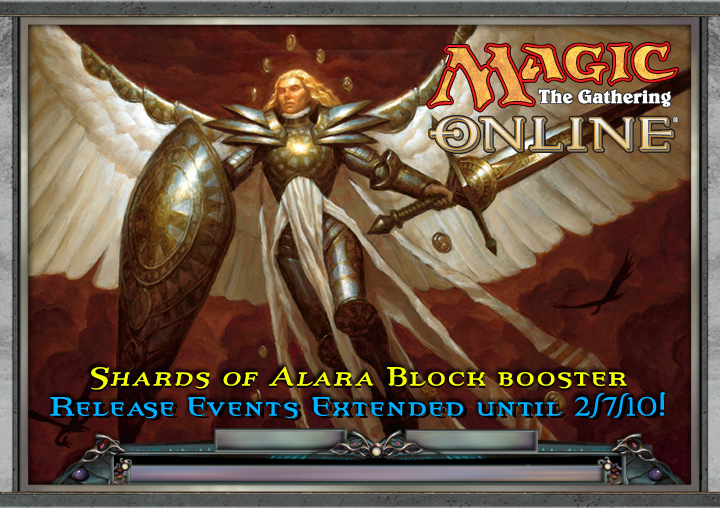 MAGIC
The Gathering
ONLINE®
Shards of Alara Block booster
Release Events Extended until 2/7/10!